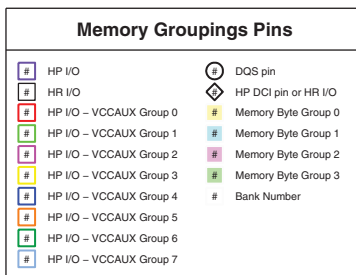 Memory Groupings Pins
# HP I/O
# HR I/O
# HP I/O – VCCAUX Group 0
# HP I/O – VCCAUX Group 1
# HP I/O – VCCAUX Group 2
# HP I/O – VCCAUX Group 3
# HP I/O – VCCAUX Group 4
# HP I/O – VCCAUX Group 5
# HP I/O – VCCAUX Group 6
# HP I/O – VCCAUX Group 7
# DQS pin
# HP DCI pin or HR I/O
# Memory Byte Group 0
# Memory Byte Group 1
# Memory Byte Group 2
# Memory Byte Group 3
# Bank Number